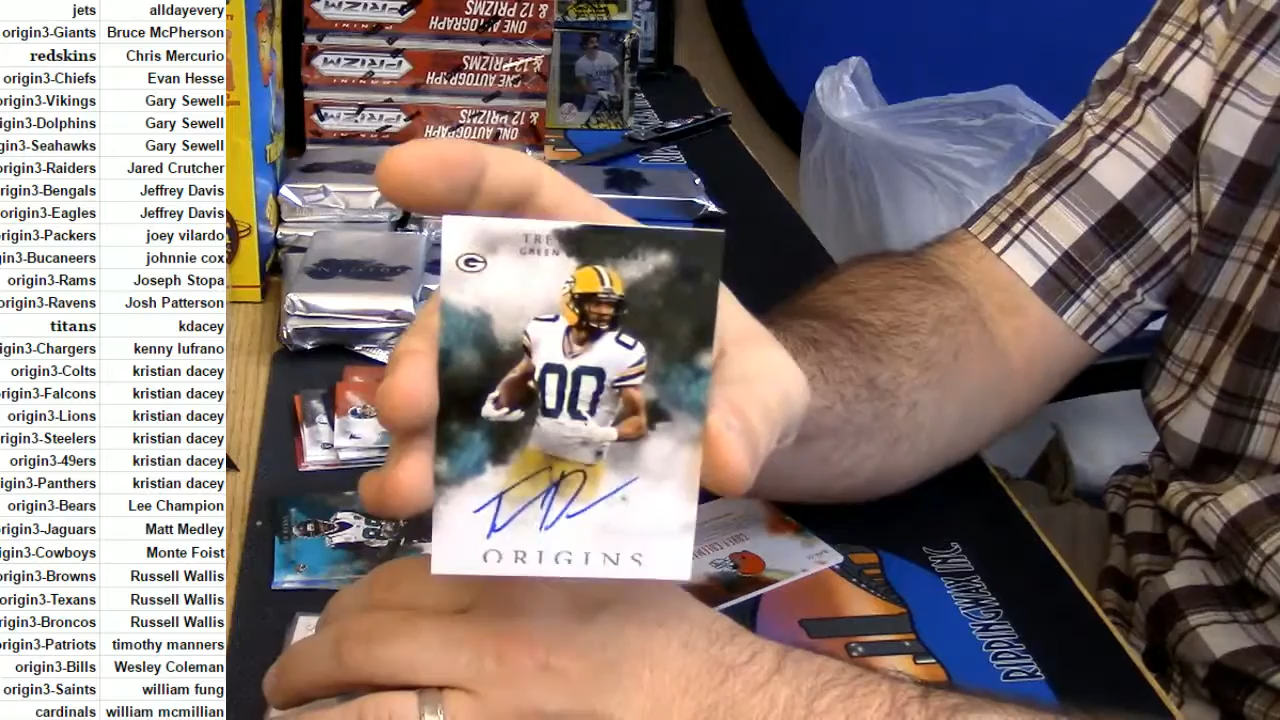 jets alldayevery
origin3-Giants Bruce McPherson
redskins Chris Mercurio
origin3-Chiefs Evan Hesse
origin3-Vikings Gary Sewell
igin3-Dolphins Gary Sewell
igin3-Seahawks Gary Sewell
origin3-Raiders Jared Crutcher
origin3-Bengals Jeffrey Davis
origin3-Eagles Jeffrey Davis
origin3-Packers joey vilardo
gin3-Bucaneers johnnie cox
origin3-Rams Joseph Stopa
origin3-Ravens Josh Patterson
titans kdacey
igin3-Chargers kenny lufrano
origin3-Colts kristian dacey
origin3-Falcons kristian dacey
origin3-Lions kristian dacey
origin3-Steelers kristian dacey
origin3-49ers kristian dacey
origin3-Panthers kristian dacey
origin3-Bears Lee Champion
origin3-Jaguars Matt Medley
igin3-Cowboys Monte Foist
origin3-Browns Russell Wallis
origin3-Texans Russell Wallis
rigin3-Broncos Russell Wallis
rigin3-Patriots timothy manners
origin3-Bills Wesley Coleman
origin3-Saints william fung
cardinals william mcmillian
ONE AUTOGRAPH
& 12 PRIZMS
PRIZM
ONE AUTOGRAPH
& 12 PRIZMS
PRIZM
ONE AUTOGRAPH
& 12 PRIZMS
PRIZM
TRE
GREEN
G
00
ORIGINS
RIPPINGWAX INC.